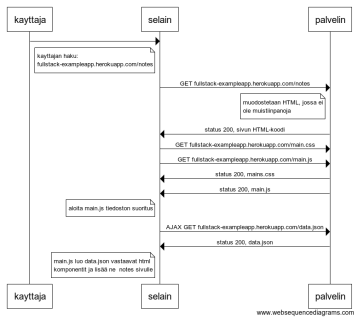 kayttaja
selain
palvelin
kayttajan haku:
fullstack-exampleapp.herokuapp.com/notes
GET fullstack-exampleapp.herokuapp.com/notes
muodostetaan HTML, jossa ei
ole muistiinpanoja
status 200, sivun HTML-koodi
GET fullstack-exampleapp.herokuapp.com/main.css
GET fullstack-exampleapp.herokuapp.com/main.js
status 200, mains.css
status 200, main.js
aloita main.js tiedoston suoritus
AJAX GET fullstack-exampleapp.herokuapp.com/data.json
status 200, data.json
main.js luo data.json vastaavat html
komponentit ja lisää ne notes sivulle
kayttaja
selain
palvelin
www.websequencediagrams.com